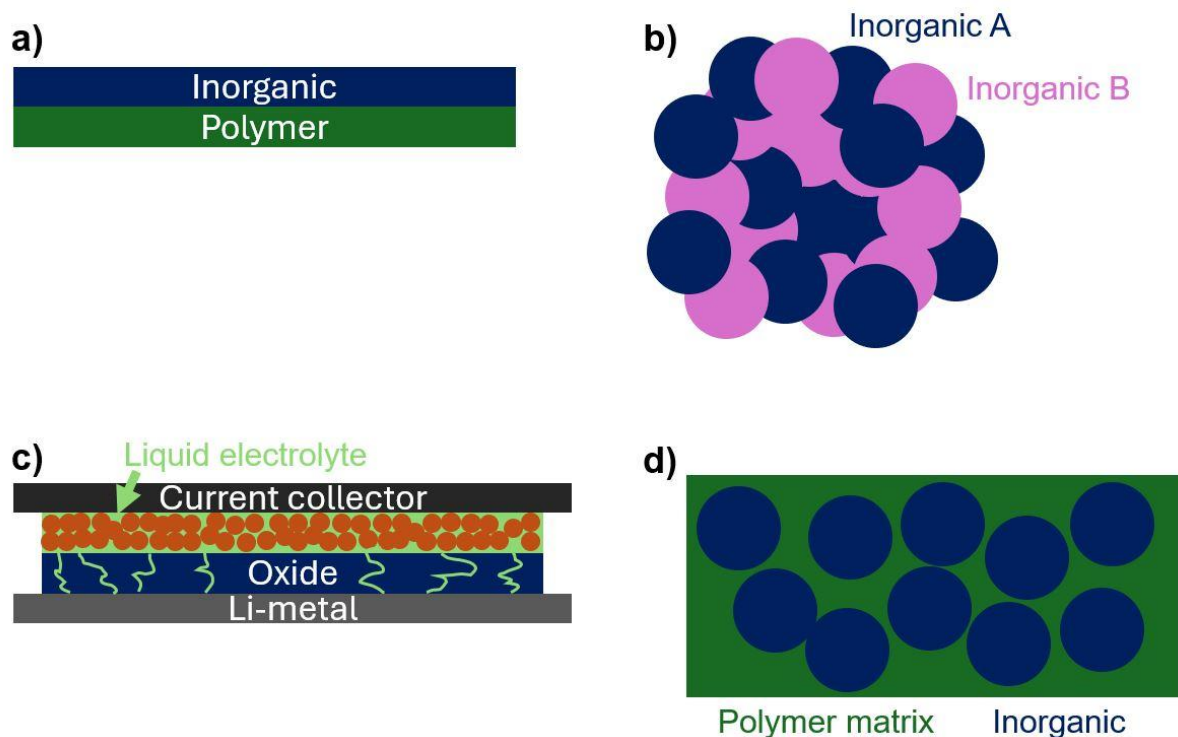 a)
Inorganic
Polymer
b)
Inorganic A
Inorganic B
c)
Liquid electrolyte
Current collector
Oxide
Li-metal
d)
Polymer matrix
Inorganic